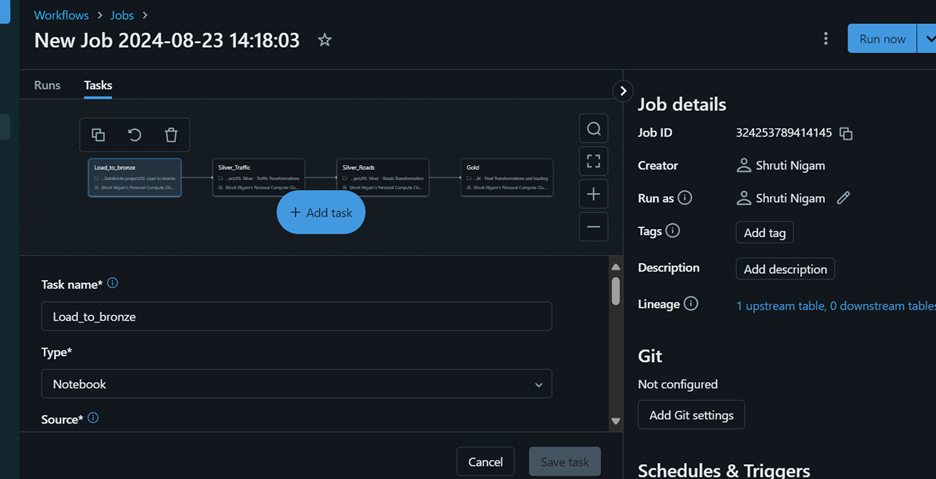 Workflows > Jobs >
New Job 2024-08-23 14:18:03
Run now
Runs Tasks
Load_to_bronze
...Databricks project/03. Load to bronze
Shruti Nigam's Personal Compute Clu...
Silver_Traffic
...ect/05. Silver - Traffic Transformations
Shruti Nigam's Personal Compute Clu...
Silver_Roads
...ject/05. Silver - Roads Transformation
Shruti Nigam's Personal Compute Clu...
Gold
Final Transformations and loading
Shruti Nigam's Personal Compute Clu...
+ Add task
Task name*
Load_to_bronze
Type*
Notebook
Source*
Cancel Save task
Job details
Job ID 324253789414145
Creator Shruti Nigam
Run as Shruti Nigam
Tags Add tag
Description Add description
Lineage 1 upstream table, 0 downstream tables
Git
Not configured
Add Git settings
Schedules & Triggers